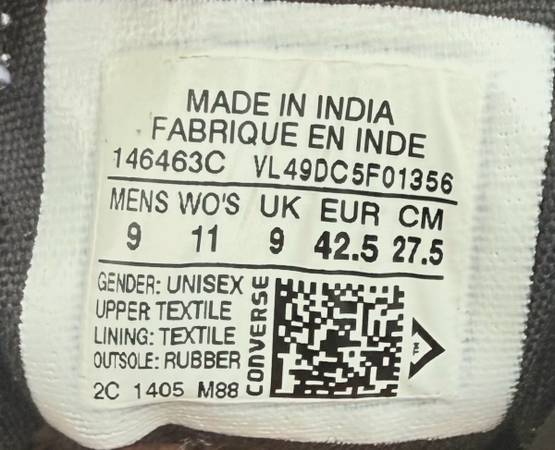 MADE IN INDIA
FABRIQUE EN INDE
146463C VL49DC5F01356
MENS WO'S UK EUR CM
9 11 9 42.5 27.5
GENDER: UNISEX
UPPER TEXTILE
LINING: TEXTILE
OUTSOLE: RUBBER
2C 1405 M88
CONVERSE
TM